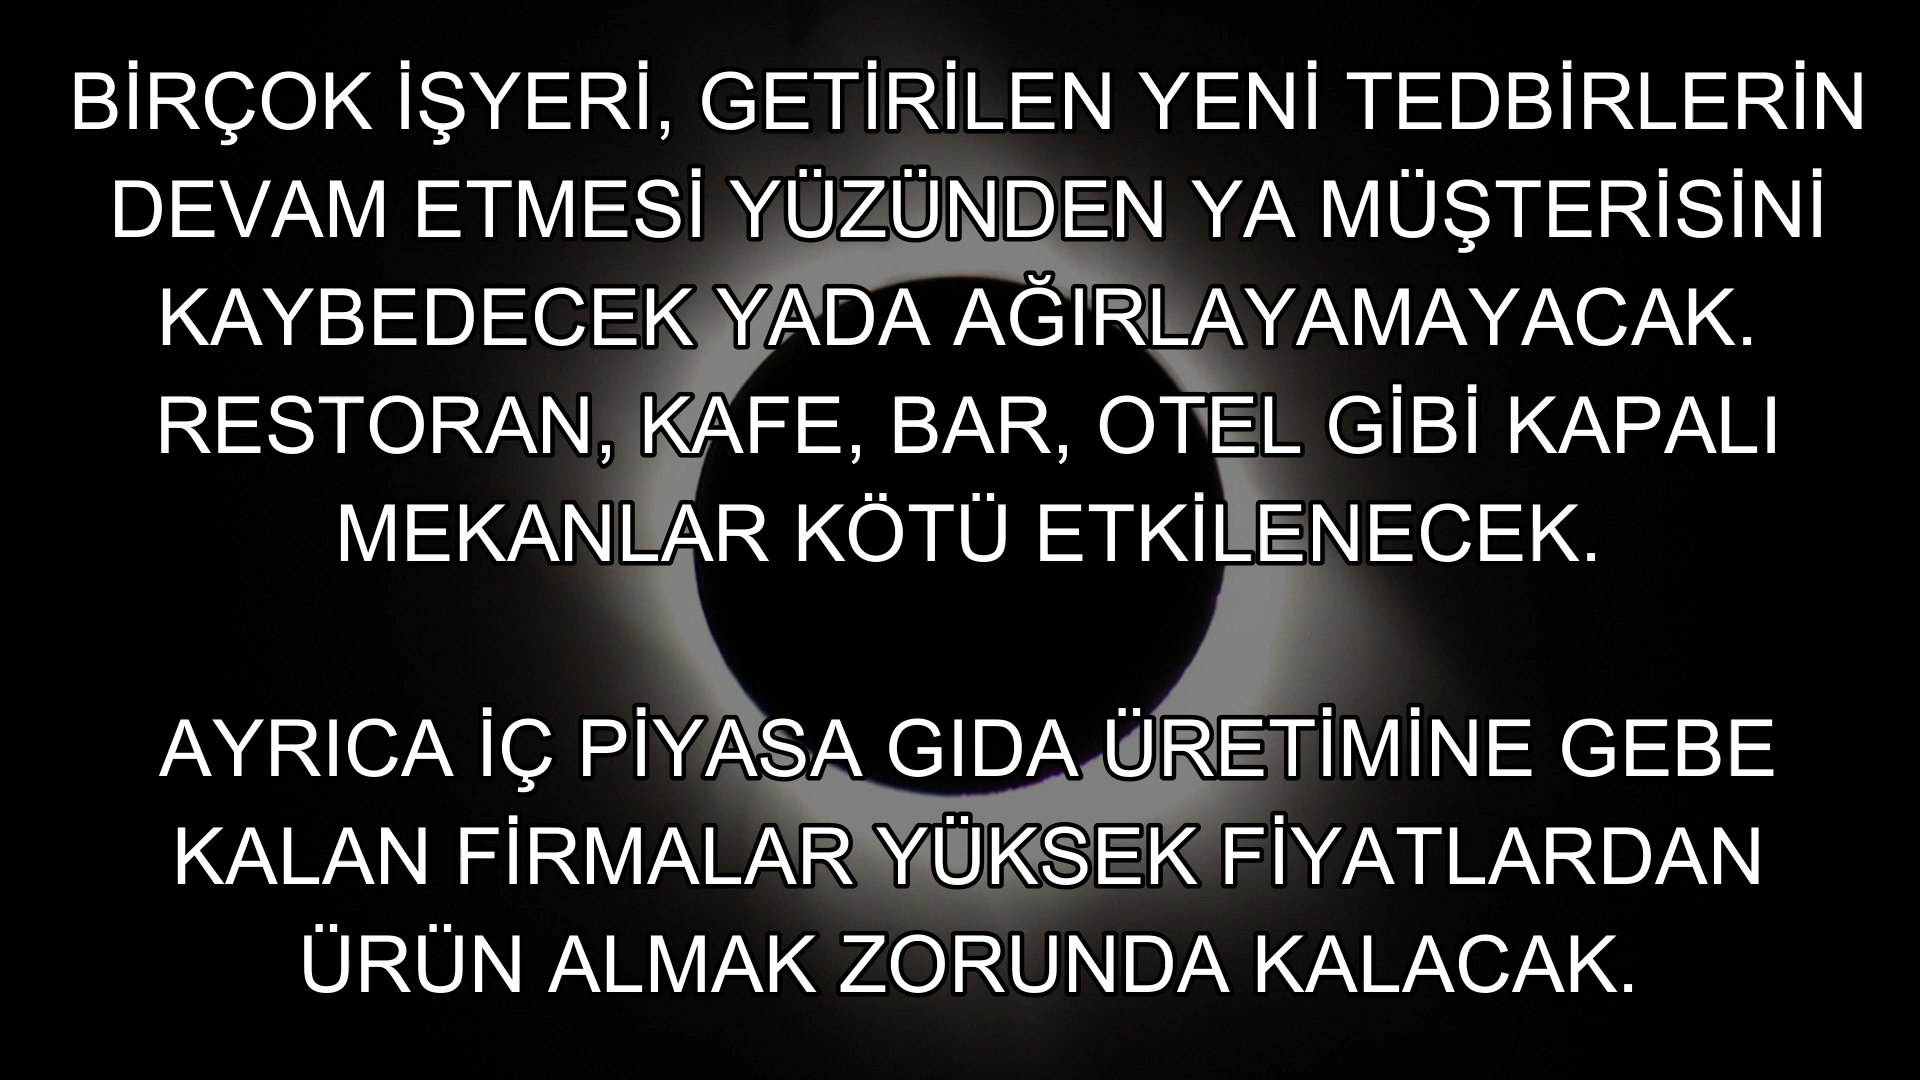 BİRÇOK İŞYERİ, GETİRİLEN YENİ TEDBİRLERİN
DEVAM ETMESİ YÜZÜNDEN YA MÜŞTERİSİNİ
KAYBEDECEK YADA AĞIRLAYAMAYACAK.
RESTORAN, KAFE, BAR, OTEL GİBİ KAPALI
MEKANLAR KÖTÜ ETKİLENECEK.
AYRICA İÇ PİYASA GIDA ÜRETİMİNE GEBE
KALAN FİRMALAR YÜKSEK FİYATLARDAN
ÜRÜN ALMAK ZORUNDA KALACAK.